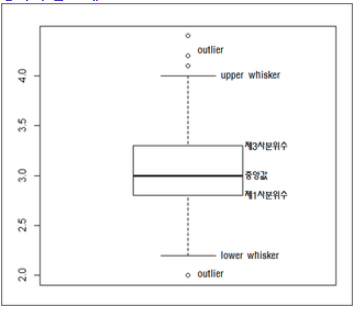 outlier
upper whisker
4.0
3.5
제3사분위수
3.0
중앙값
제1사분위수
2.5
lower whisker
2.0
outlier